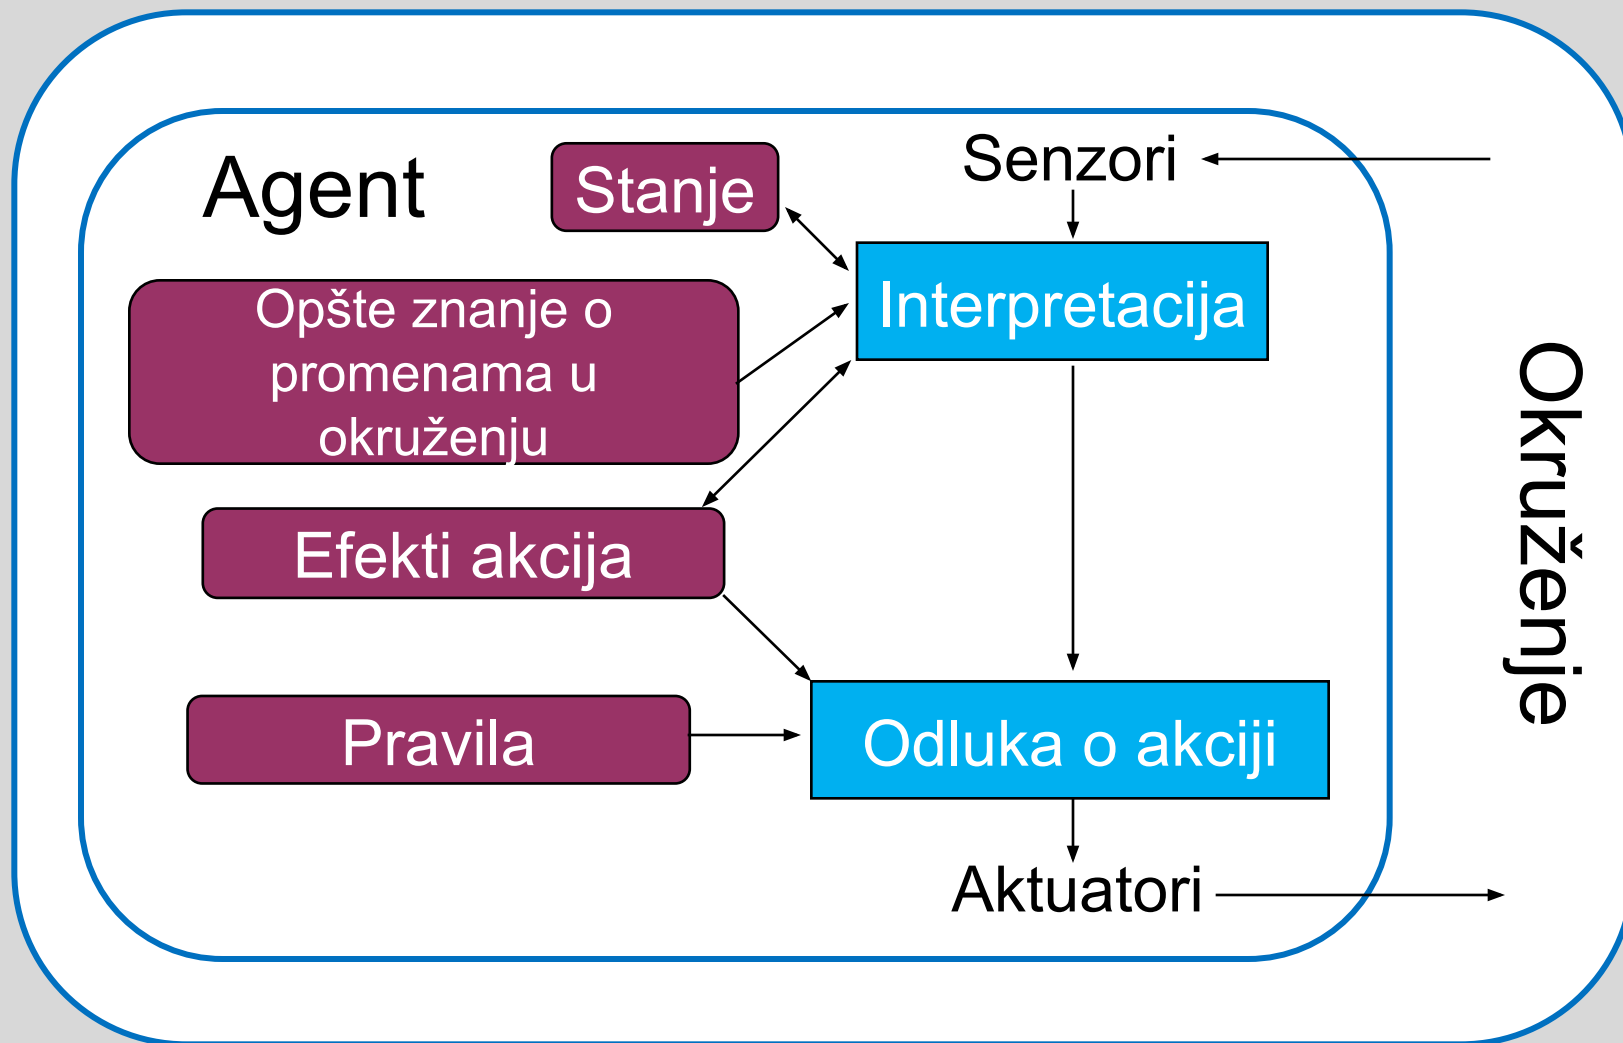 Agent
Stanje
Senzori
Opšte znanje o
promenama u
okruženju
Interpretacija
Efekti akcija
Pravila
Odluka o akciji
Aktuatori
Okruženje